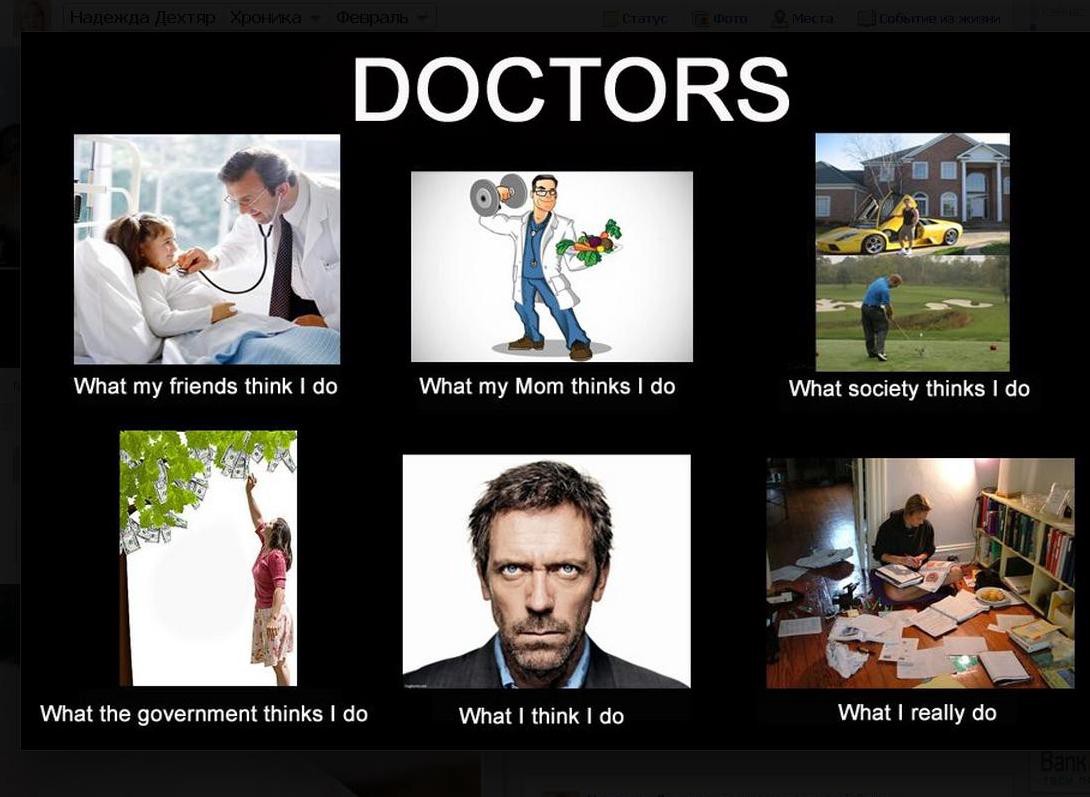 Надежда Дехтяр Хроника Февраль
Статус Фото Места Событие из жизни
DOCTORS
What my friends think I do
What my Mom thinks I do
What society thinks I do
What the government thinks I do
What I think I do
What I really do
Банк